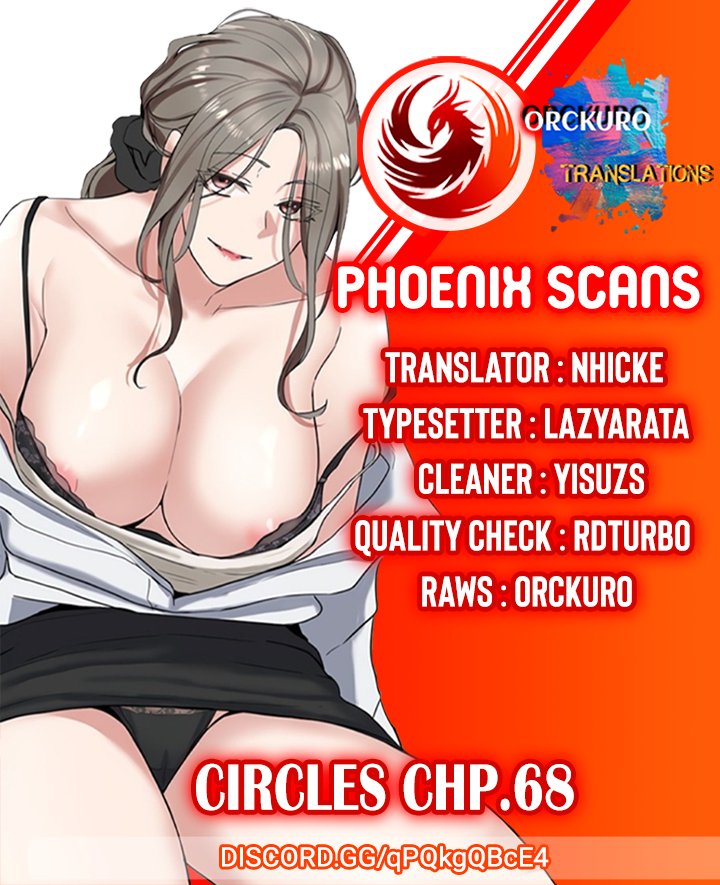 ORCKURO
TRANSLATIONS
PHOENIX SCANS
TRANSLATOR : NHICKE
TYPESETTER : LAZYARATA
CLEANER : YISUZS
QUALITY CHECK : RDTURBO
RAWS : ORCKURO
CIRCLES CHP.68
DISCORD.GG/qPQkgQBcE4